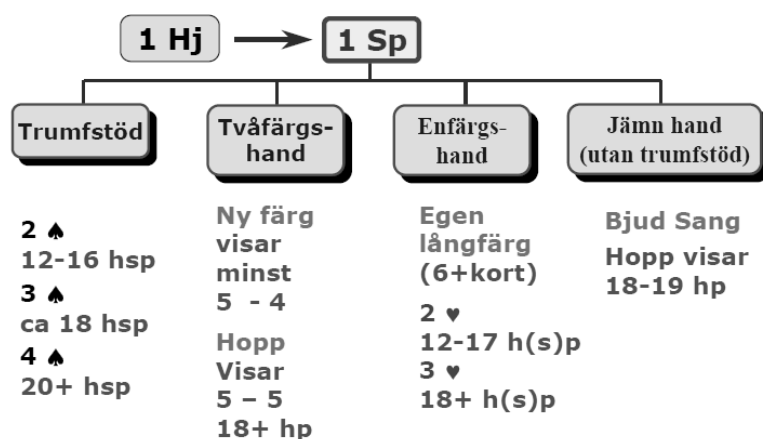 1 Hj
1 Sp
Trumfstöd
2 ♠
12-16 hsp
3 ♠
ca 18 hsp
4 ♠
20+ hsp
Tvåfärgs-
hand
Ny färg
visar
minst
5 - 4
Hopp
Visar
5 – 5
18+ hp
Enfärgs-
hand
Egen
långfärg
(6+kort)
2 ♥
12-17 h(s)p
3 ♥
18+ h(s)p
Jämn hand
(utan trumfstöd)
Bjud Sang
Hopp visar
18-19 hp